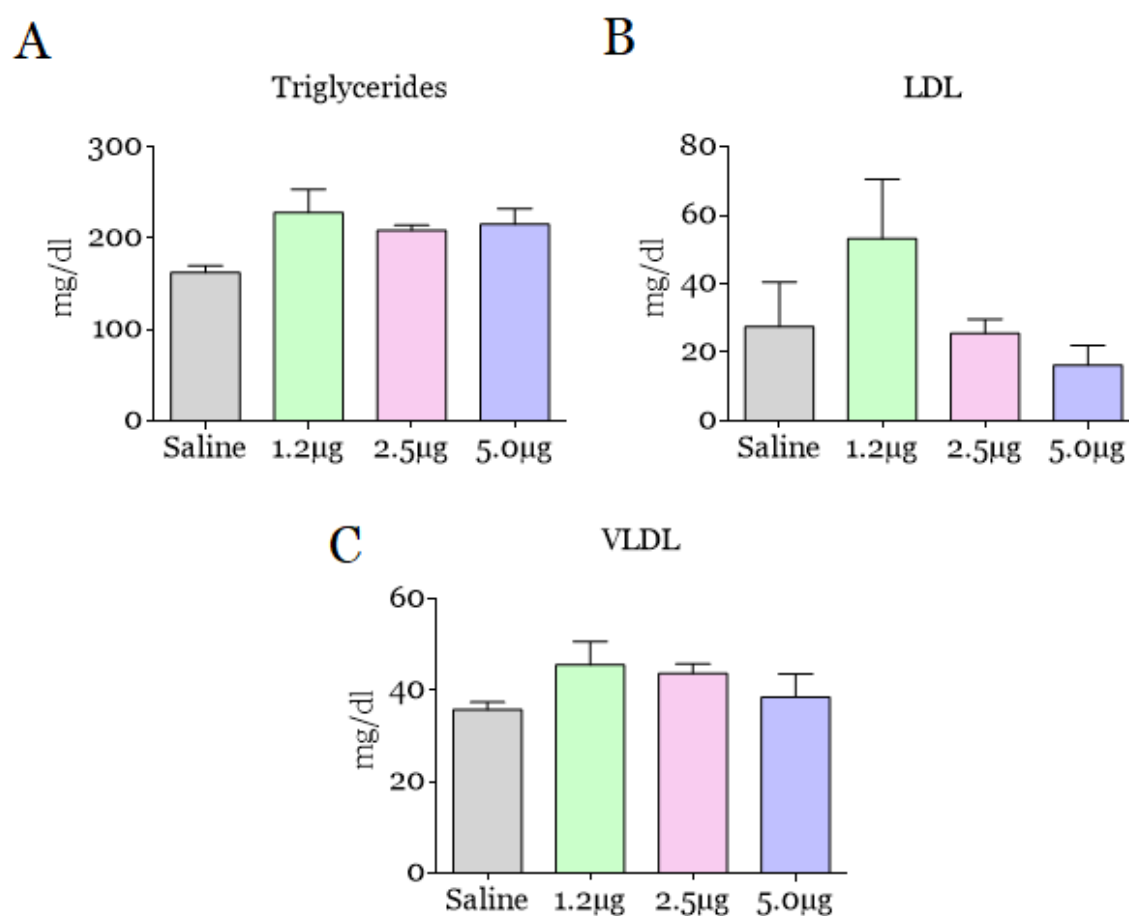 A
Triglycerides
mg/dl
300
200
100
0
Saline 1.2µg 2.5µg 5.0µg
B
LDL
mg/dl
80
60
40
20
0
Saline 1.2µg 2.5µg 5.0µg
C
VLDL
mg/dl
60
40
20
0
Saline 1.2µg 2.5µg 5.0µg